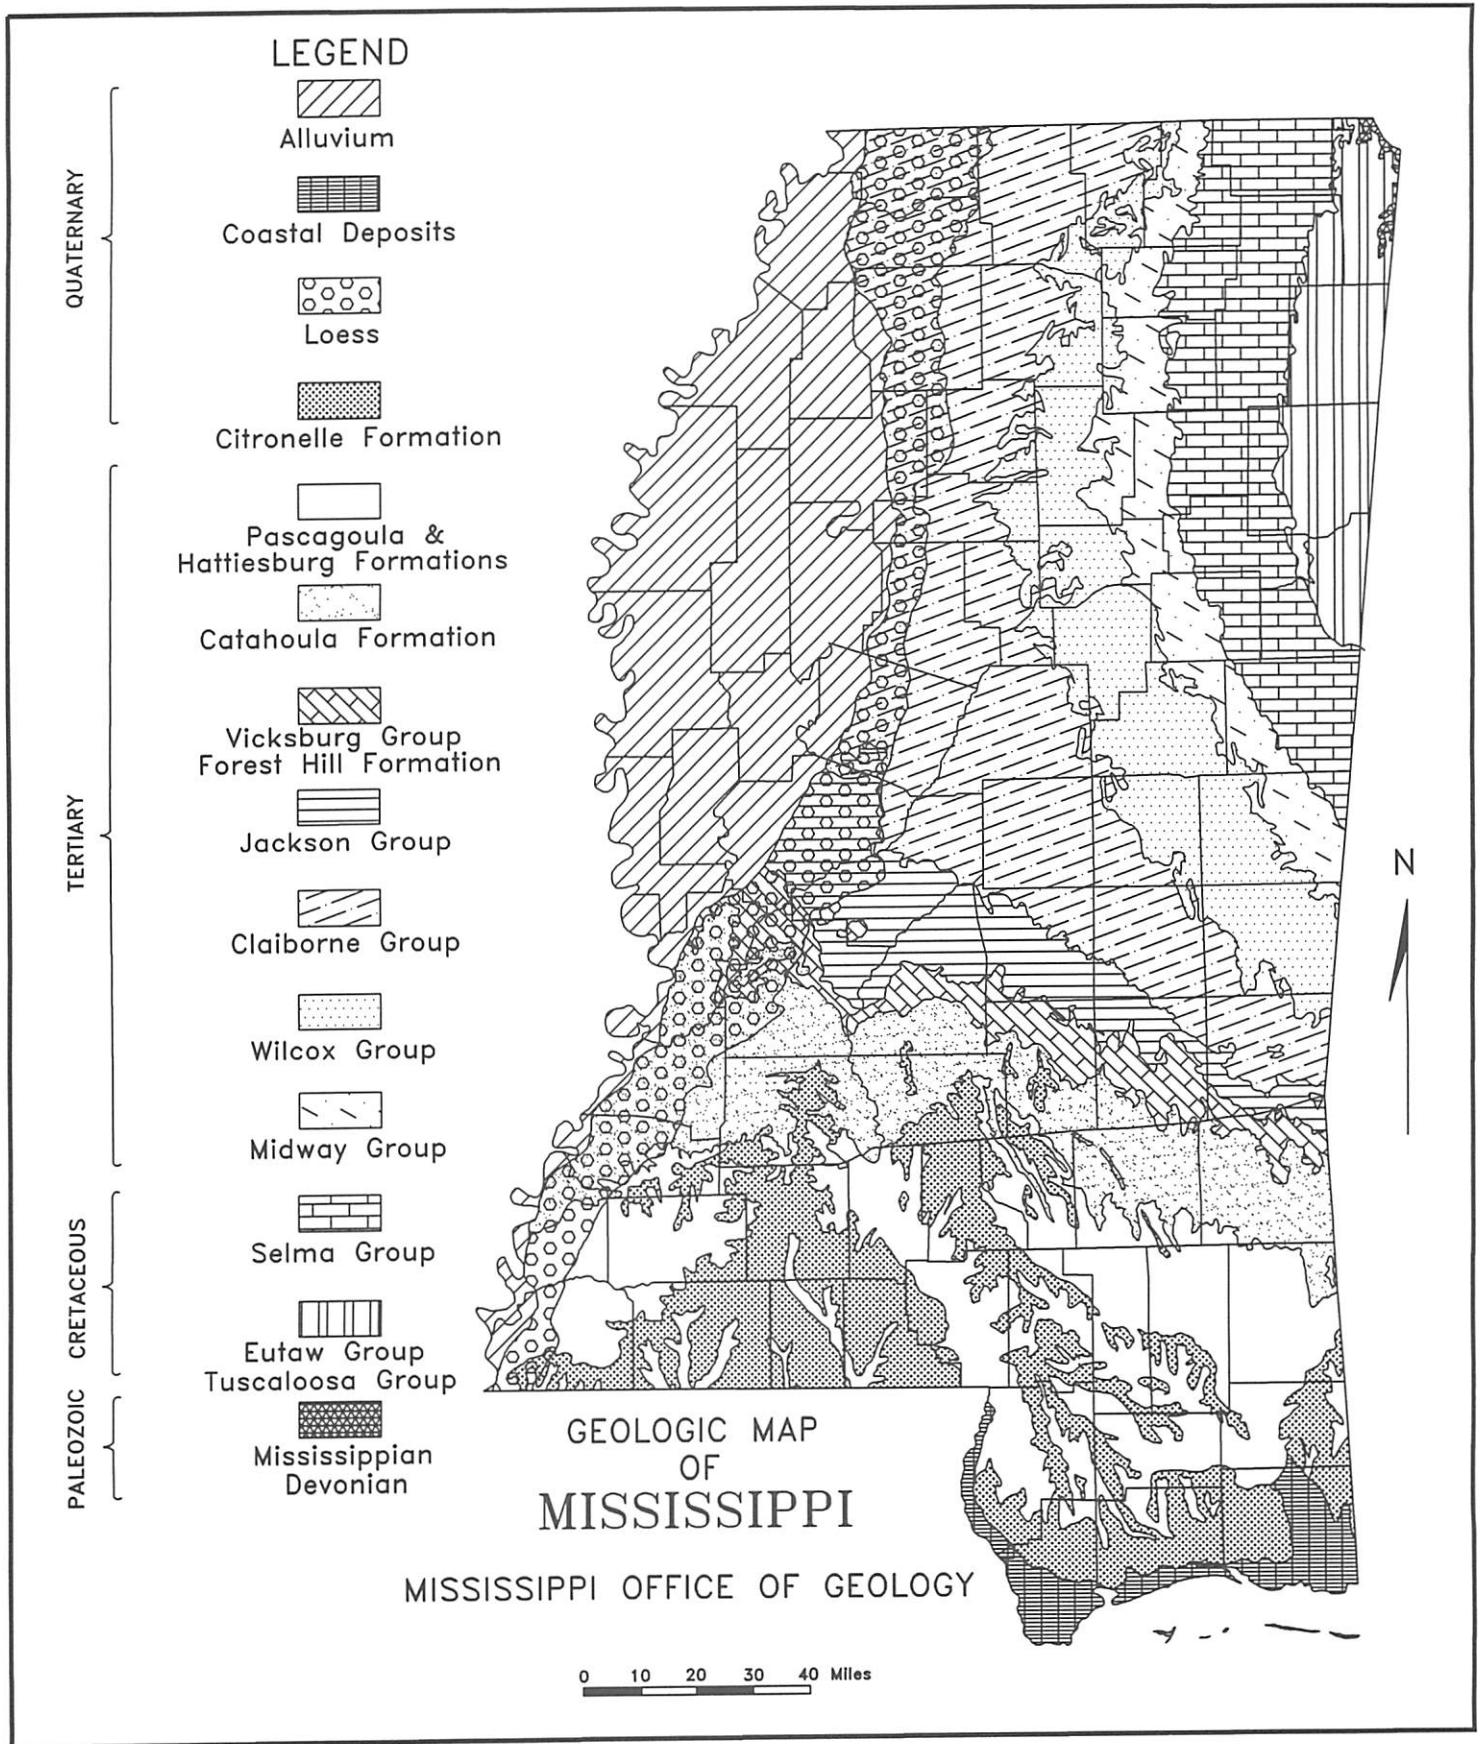 LEGEND
QUATERNARY
Alluvium
Coastal Deposits
Loess
Citronelle Formation
TERTIARY
Pascagoula &
Hattiesburg Formations
Catahoula Formation
Vicksburg Group
Forest Hill Formation
Jackson Group
Claiborne Group
Wilcox Group
Midway Group
CRETACEOUS
Selma Group
Eutaw Group
Tuscaloosa Group
PALEOZOIC
Mississippian
Devonian
N
GEOLOGIC MAP
OF
MISSISSIPPI
MISSISSIPPI OFFICE OF GEOLOGY
0 10 20 30 40 Miles